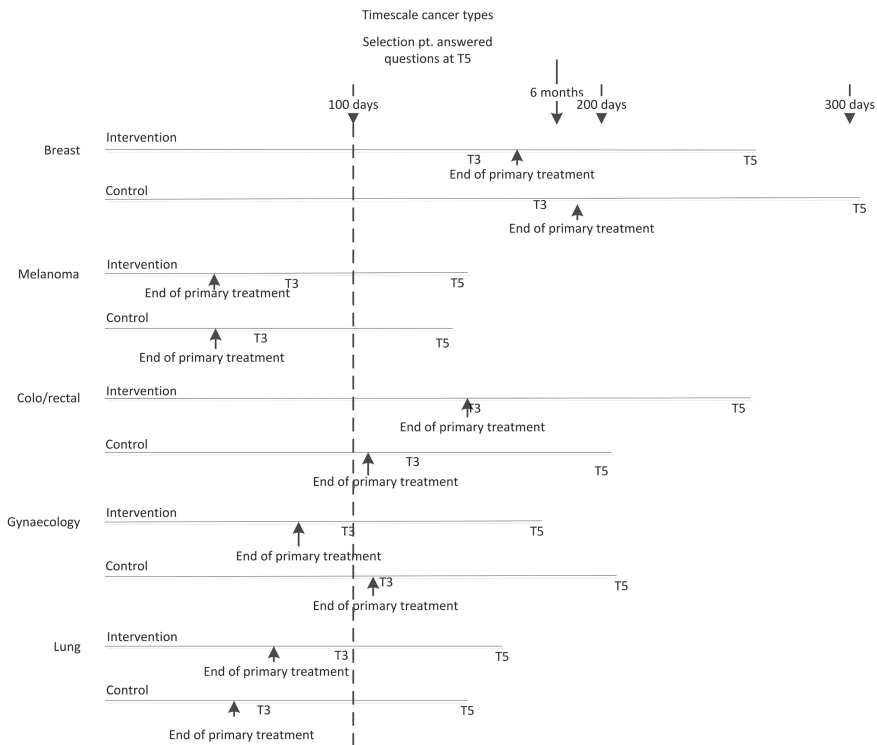 Timescale cancer types
Selection pt. answered
questions at T5
6 months
100 days
200 days
300 days
Intervention
Breast
T3
T5
End of primary treatment
Control
T3
T5
End of primary treatment
Intervention
Melanoma
T3
T5
End of primary treatment
Control
T3
T5
End of primary treatment
Intervention
Colo/rectal
T3
T5
End of primary treatment
Control
T3
T5
End of primary treatment
Intervention
Gynaecology
T3
T5
End of primary treatment
Control
T3
T5
End of primary treatment
Intervention
Lung
T3
T5
End of primary treatment
Control
T3
T5
End of primary treatment